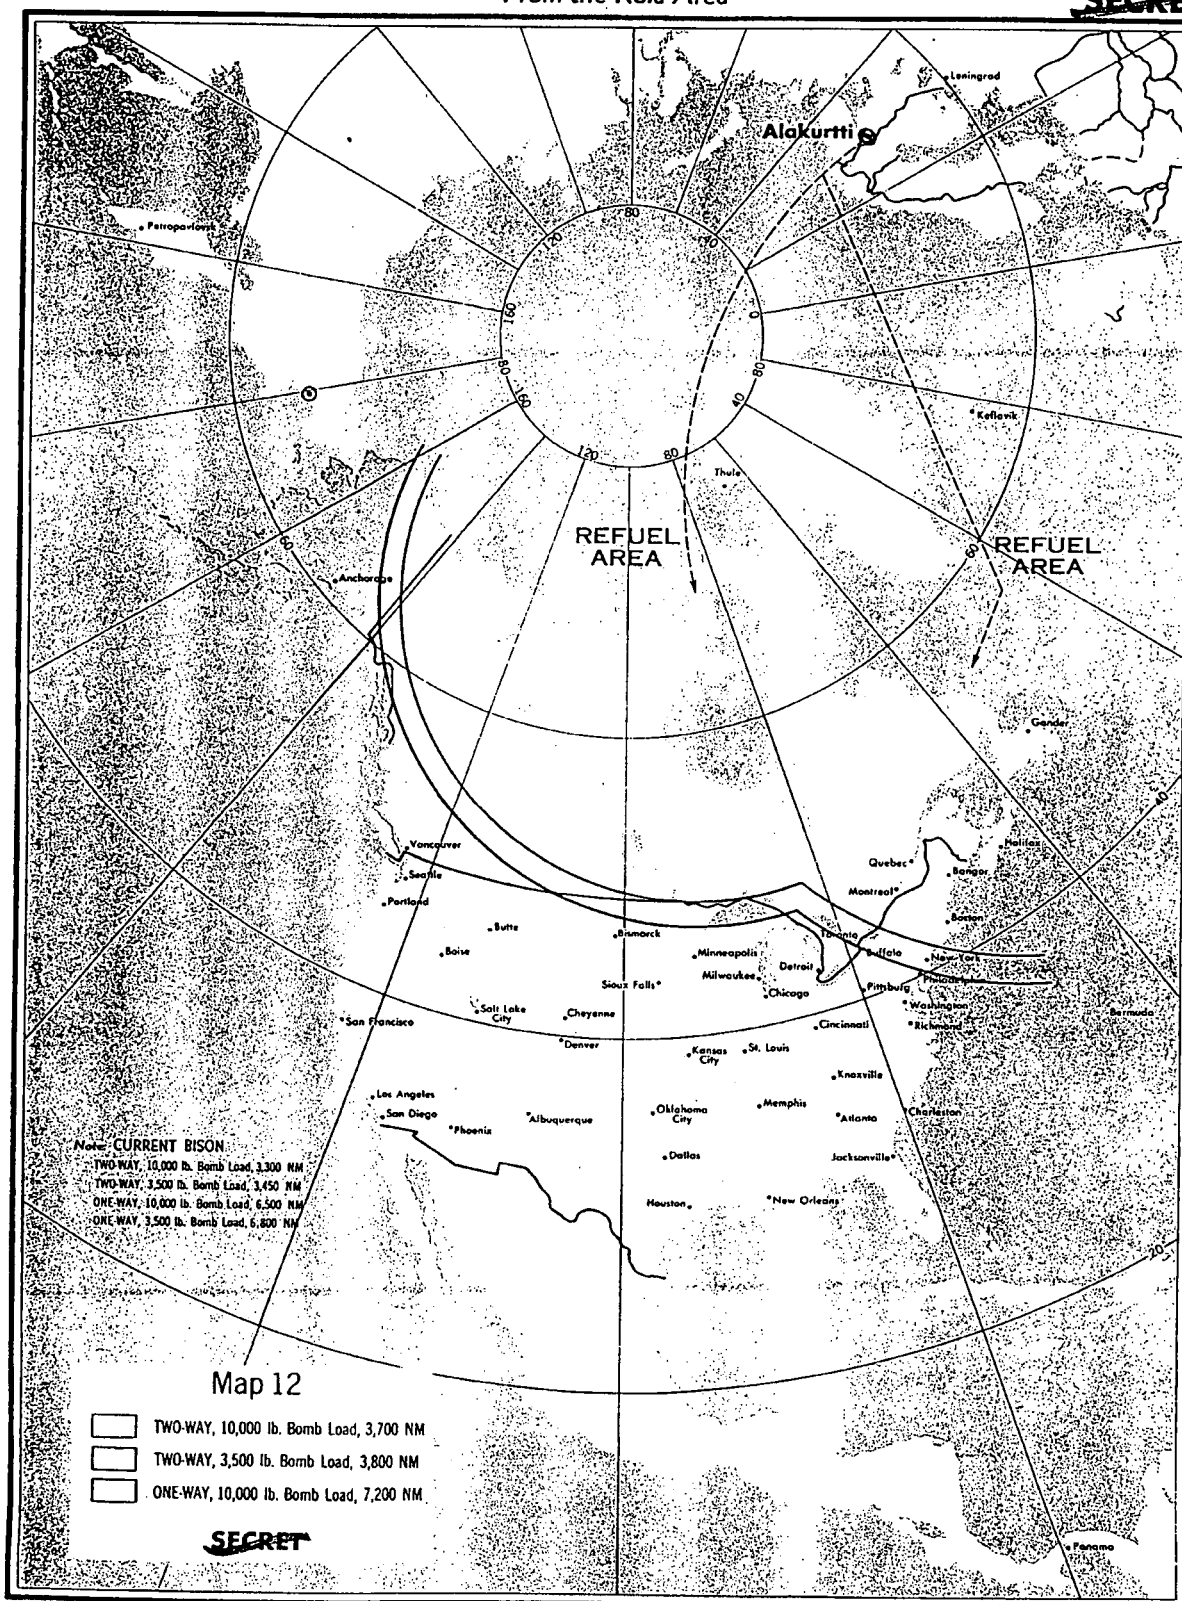 From the Kola Area
SECRE
Leningrad
Alakurtti
80
120
140
Petropavlovsk
160
0
80
80
160
40
Keflavik
120
80
Thule
REFUEL
AREA
REFUEL
AREA
60
60
Anchorage
Gander
40
Vancouver
Halifax
Quebec
Seattle
Bangor
Montreal
Portland
Boston
Butte
Bismarck
Toronto
Boise
Minneapolis
Buffalo
New York
Milwaukee
Detroit
Philadelphia
Sioux Falls
Chicago
Pittsburg
Washington
Salt Lake
City
Cheyenne
Bermuda
San Francisco
Cincinnati
Richmond
Denver
Kansas
City
St. Louis
Knoxville
Los Angeles
San Diego
Albuquerque
Oklahoma
City
Memphis
Atlanta
Charleston
Phoenix
Dallas
Jacksonville
Note: CURRENT BISON
TWO-WAY, 10,000 lb. Bomb Load, 3,300 NM
TWO-WAY, 3,500 lb. Bomb Load, 3,450 NM
ONE-WAY, 10,000 lb. Bomb Load, 6,500 NM
ONE-WAY, 3,500 lb. Bomb Load, 6,800 NM
Houston
New Orleans
20
Map 12
TWO-WAY, 10,000 lb. Bomb Load, 3,700 NM
TWO-WAY, 3,500 lb. Bomb Load, 3,800 NM
ONE-WAY, 10,000 lb. Bomb Load, 7,200 NM
SECRET
Panama